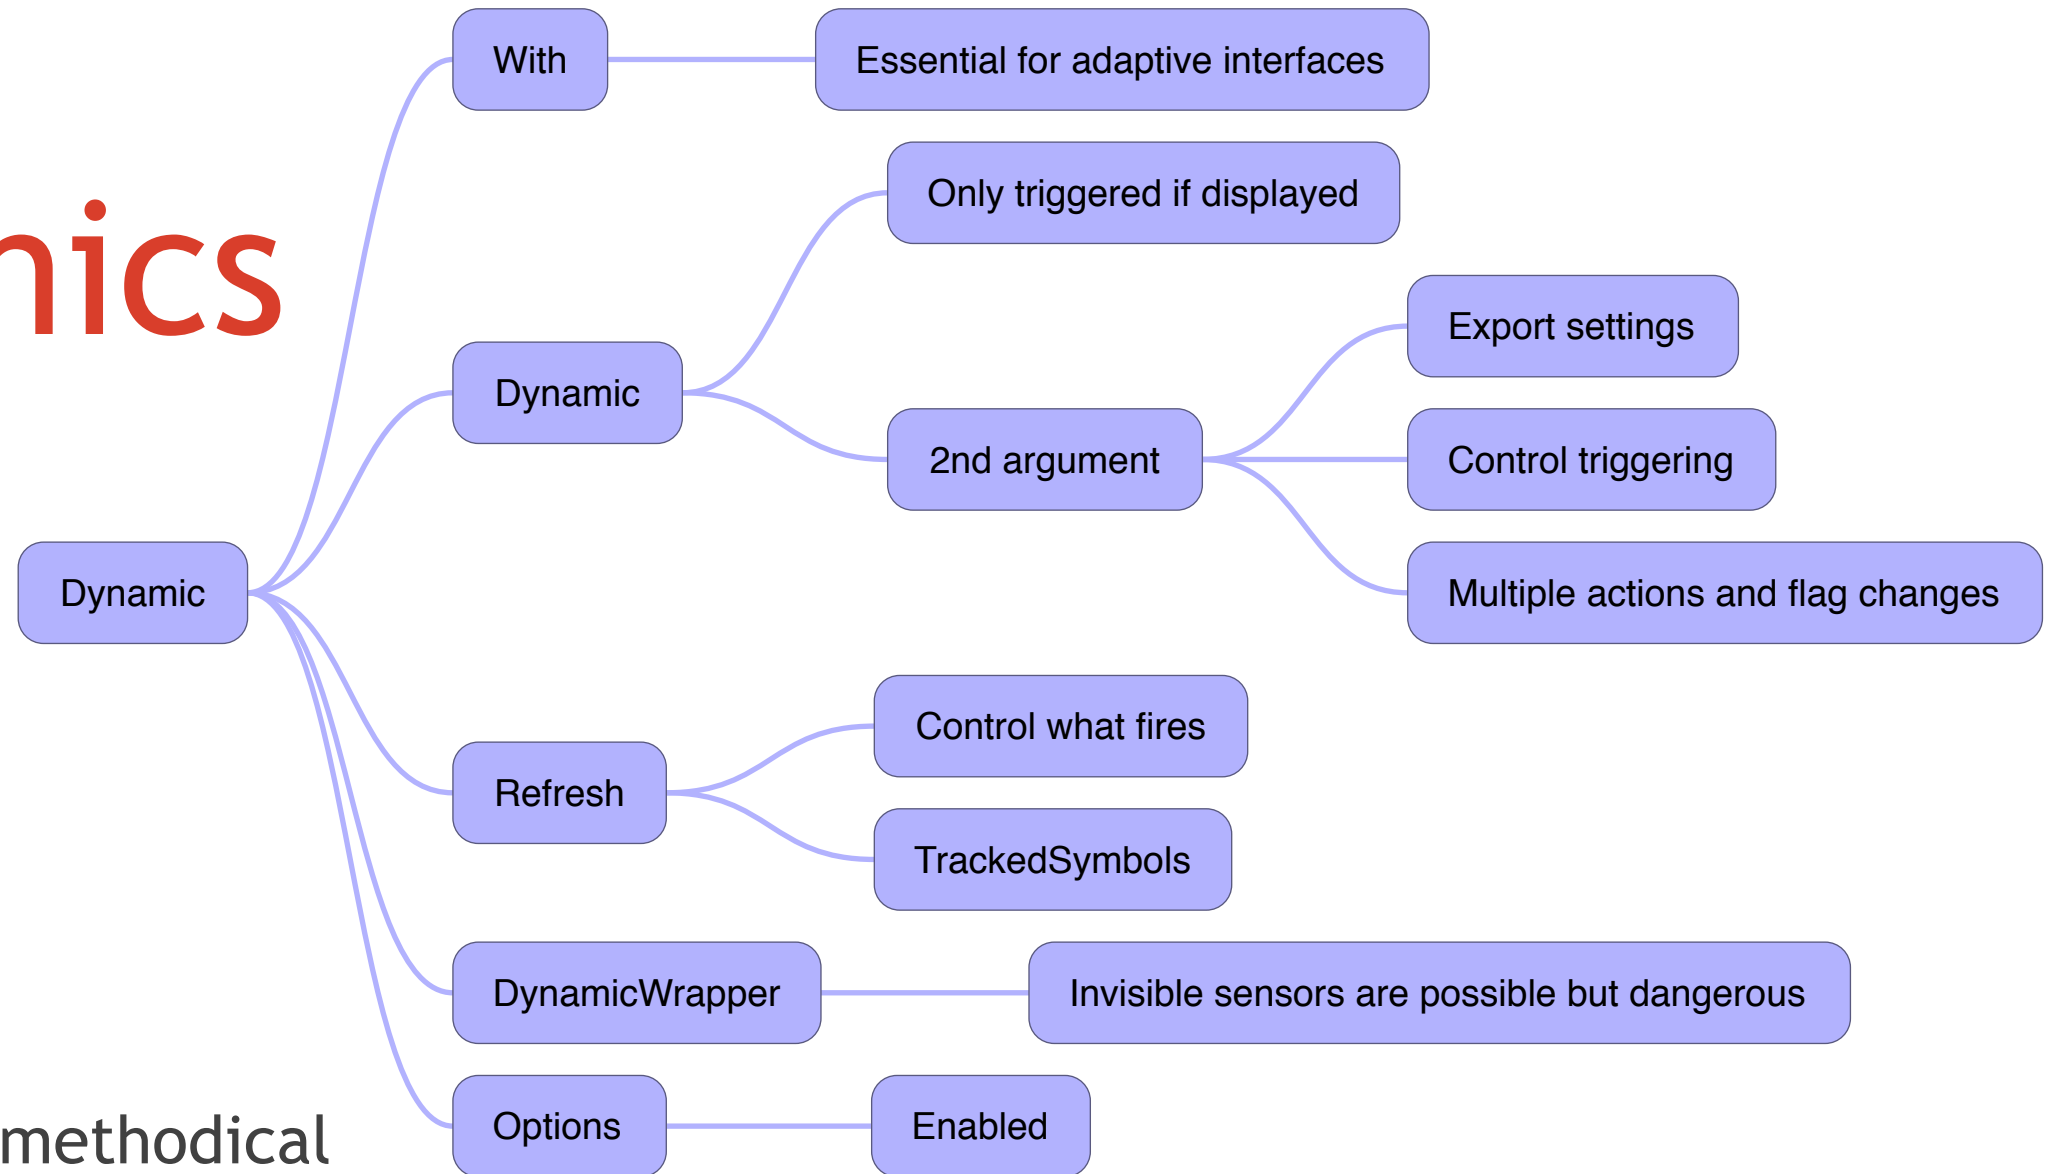 With
Essential for adaptive interfaces
Only triggered if displayed
nics
Export settings
Dynamic
2nd argument
Control triggering
Dynamic
Multiple actions and flag changes
Control what fires
Refresh
TrackedSymbols
DynamicWrapper
Invisible sensors are possible but dangerous
Options
Enabled
methodical